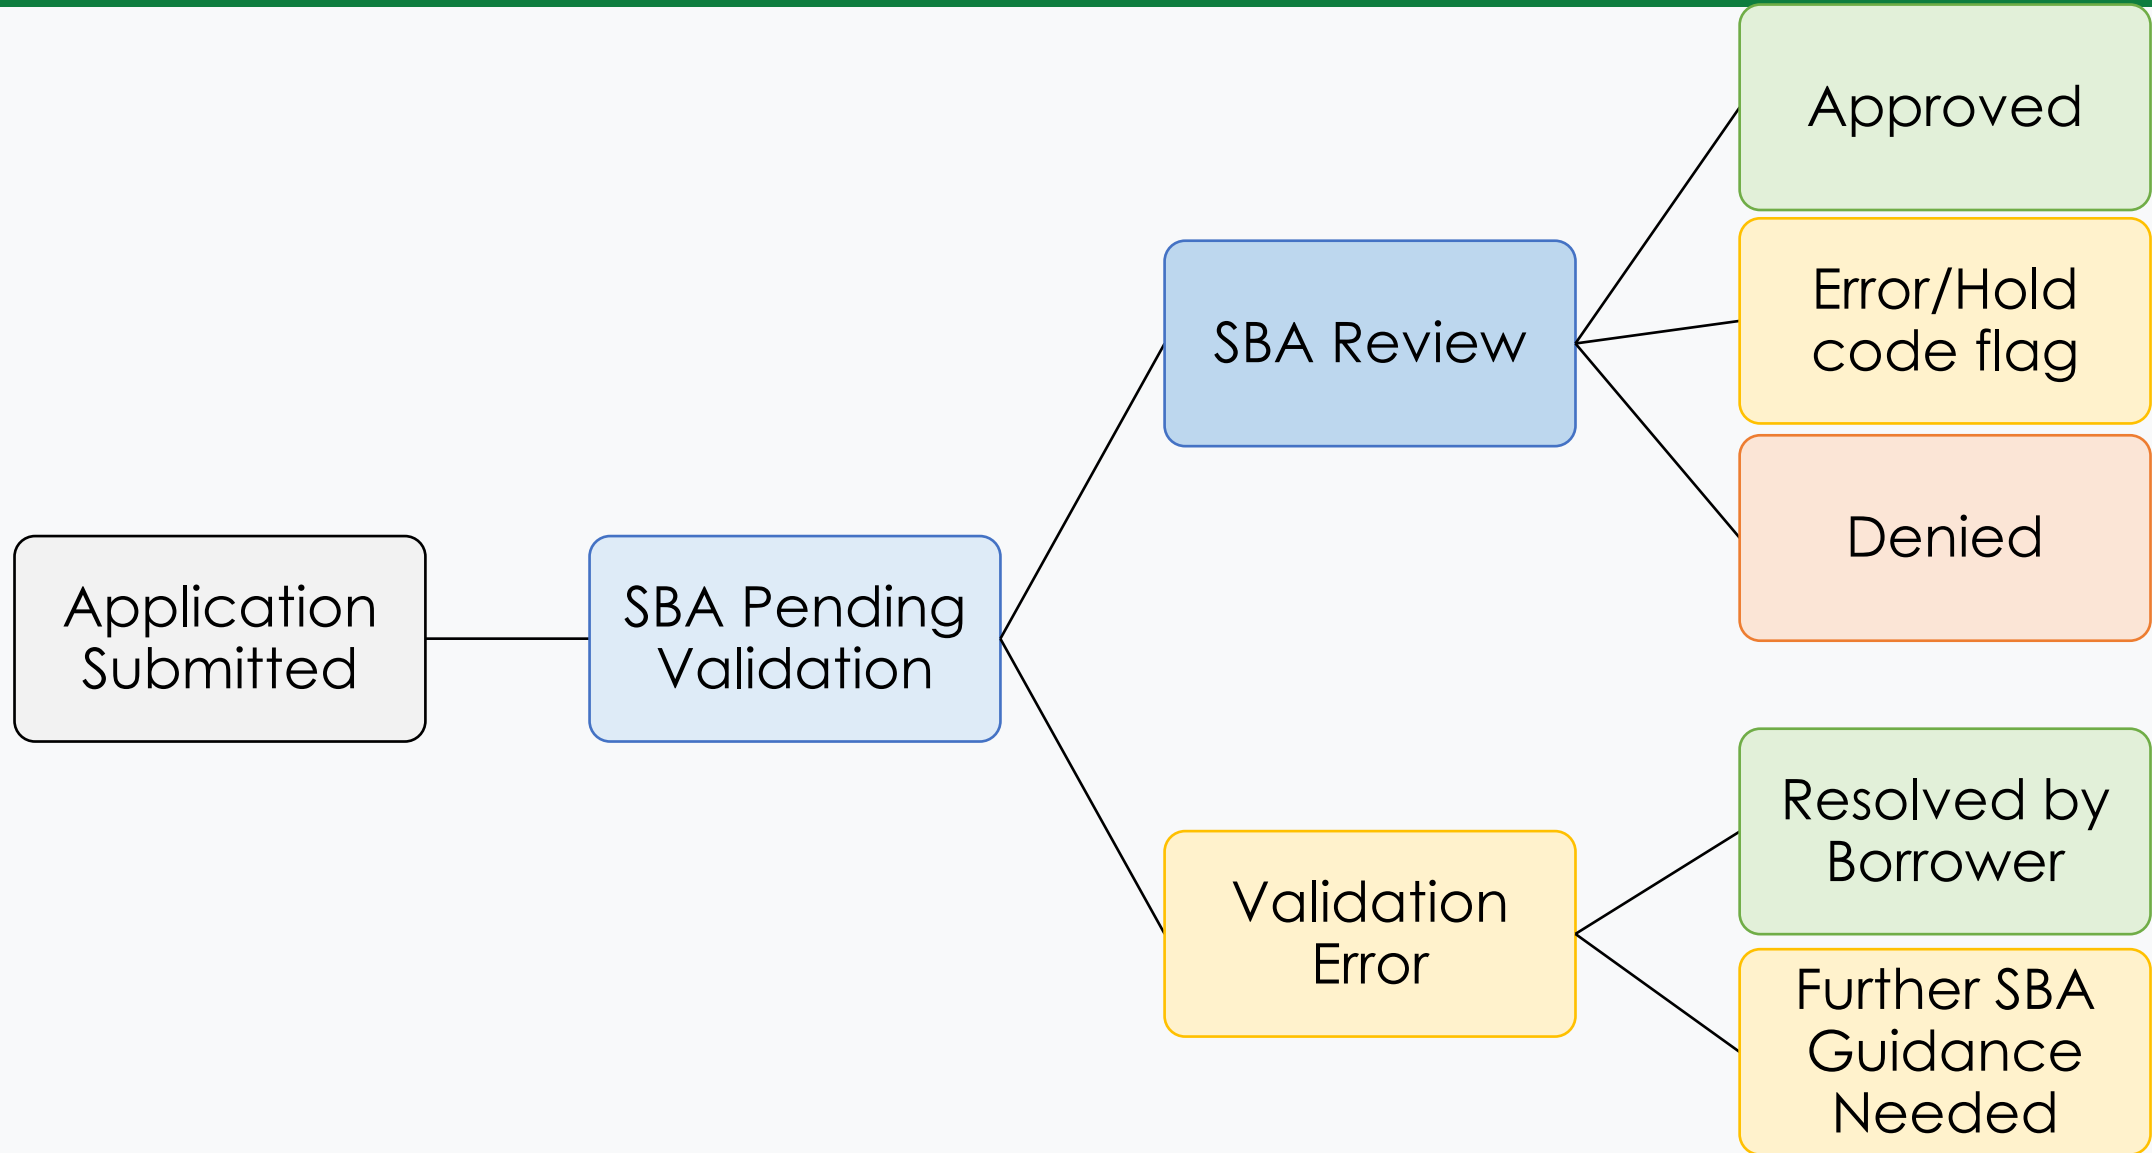 Application
Submitted
SBA Pending
Validation
SBA Review
Approved
Error/Hold
code flag
Denied
Validation
Error
Resolved by
Borrower
Further SBA
Guidance
Needed